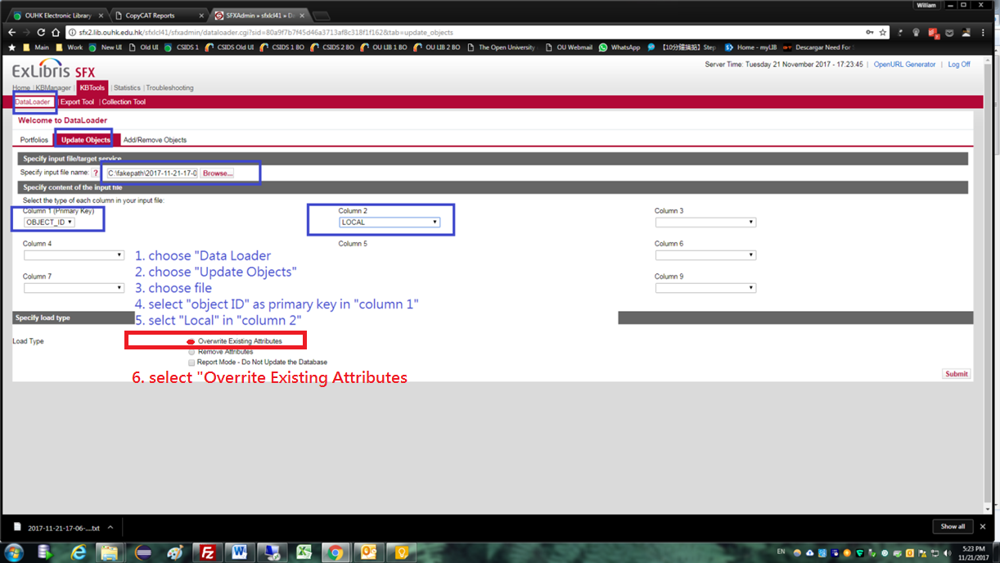 William
OUHK Electronic Library
CopyCAT Reports
SFXAdmin » sfxlcl41 » Da
sfx2.lib.ouhk.edu.hk/sfxlcl41/sfxadmin/dataloader.cgi?sid=80a9f7b7f45d46a3713af8c318f1f162&tab=update_objects
Main Work New UI Old UI CSIDS 1 CSIDS Old UI CSIDS 1 BO CSIDS 2 BO OU LIB 1 BO OU LIB 2 BO The Open University OU Webmail WhatsApp 【10分鐘搞掂】Step Home - myLIB Descargar Need For
ExLibris SFX
Server Time: Tuesday 21 November 2017 - 17:23:45 | OpenURL Generator | Log Off
Home | KBManager KBTools | Statistics | Troubleshooting
DataLoader | Export Tool | Collection Tool
Welcome to DataLoader
Portfolios Update Objects Add/Remove Objects
Specify input file/target service
Specify input file name: ? C:\fakepath\2017-11-21-17-0 Browse...
Specify content of the input file
Select the type of each column in your input file:
Column 1 (Primary Key) Column 2 Column 3
OBJECT_ID LOCAL
Column 4 Column 5 Column 6
1. choose "Data Loader
2. choose "Update Objects"
Column 7 Column 9
3. choose file
4. select "object ID" as primary key in "column 1"
5. selct "Local" in "column 2"
Specify load type
Load Type Overwrite Existing Attributes
Remove Attributes
Report Mode - Do Not Update the Database
6. select "Overrite Existing Attributes
Submit
2017-11-21-17-06-....txt
Show all
EN
5:23 PM
11/21/2017